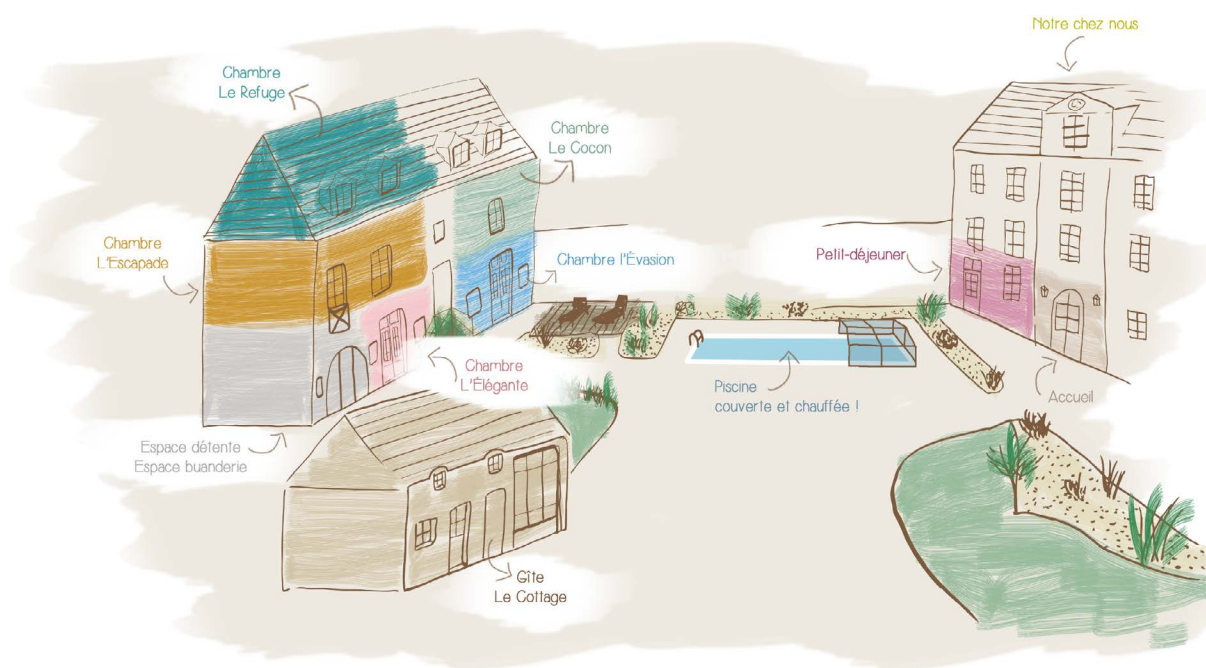 Notre chez nous
Chambre
Le Refuge
Chambre
Le Cocon
Chambre
L'Escapade
Chambre l'Évasion
Petit-déjeuner
Chambre
L'Élégante
Piscine
couverte et chauffée !
Accueil
Espace détente
Espace buanderie
Gîte
Le Cottage